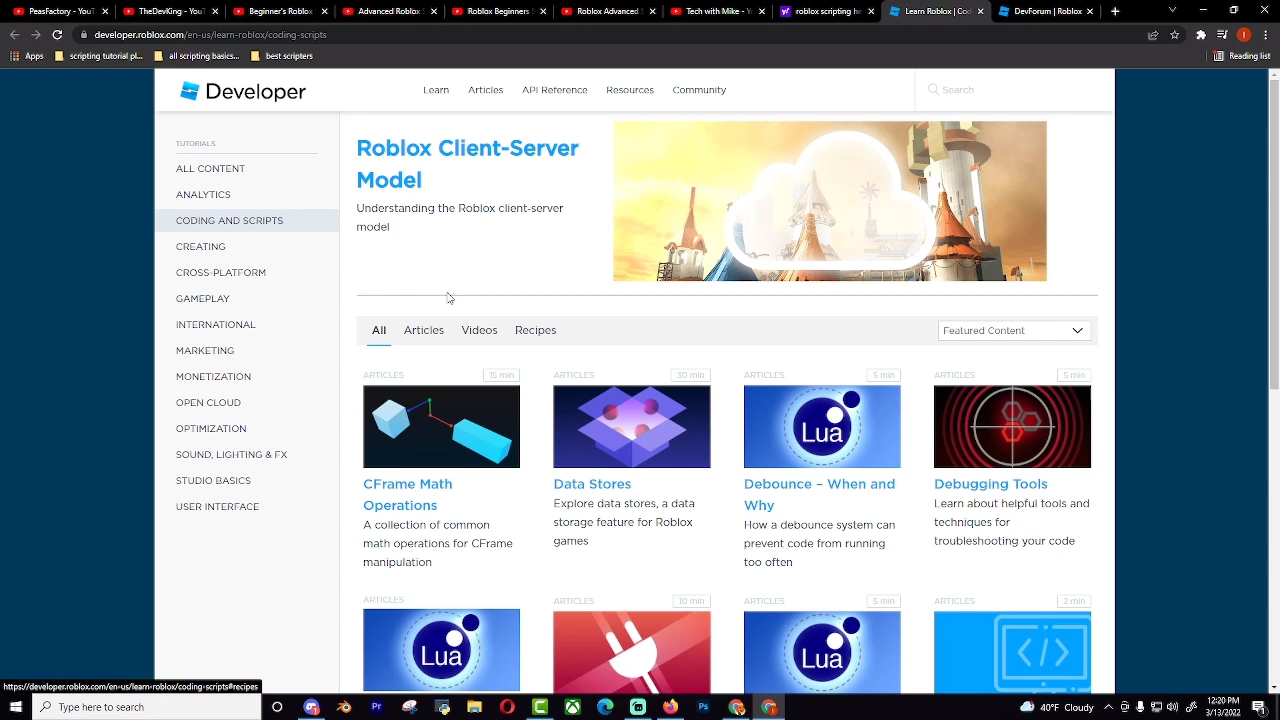 PeasFactory - YouT
TheDevKing - YouT
Beginner's Roblox
Advanced Roblox S
Roblox Beginners S
Roblox Advanced S
Tech with Mike - Yo
roblox scripting he
Learn Roblox | Cod
DevForum | Roblox
developer.roblox.com/en-us/learn-roblox/coding-scripts
Apps
scripting tutorial pl...
all scripting basics...
best scripters
Reading list
Developer
Learn
Articles
API Reference
Resources
Community
Search
TUTORIALS
ALL CONTENT
ANALYTICS
CODING AND SCRIPTS
CREATING
CROSS-PLATFORM
GAMEPLAY
INTERNATIONAL
MARKETING
MONETIZATION
OPEN CLOUD
OPTIMIZATION
SOUND, LIGHTING & FX
STUDIO BASICS
USER INTERFACE
Roblox Client-Server
Model
Understanding the Roblox client-server
model
All
Articles
Videos
Recipes
Featured Content
ARTICLES
15 min
CFrame Math
Operations
A collection of common
math operations for CFrame
manipulation
ARTICLES
30 min
Data Stores
Explore data stores, a data
storage feature for Roblox
games
ARTICLES
5 min
Lua
Debounce – When and
Why
How a debounce system can
prevent code from running
too often
ARTICLES
5 min
Debugging Tools
Learn about helpful tools and
techniques for
troubleshooting your code
ARTICLES
Lua
ARTICLES
10 min
ARTICLES
5 min
Lua
ARTICLES
2 min
</>
https://developer.roblox.com/en-us/learn-roblox/coding-scripts#recipes
Type here to search
Pr
Ps
40°F Cloudy
12:20 PM
3/13/2022